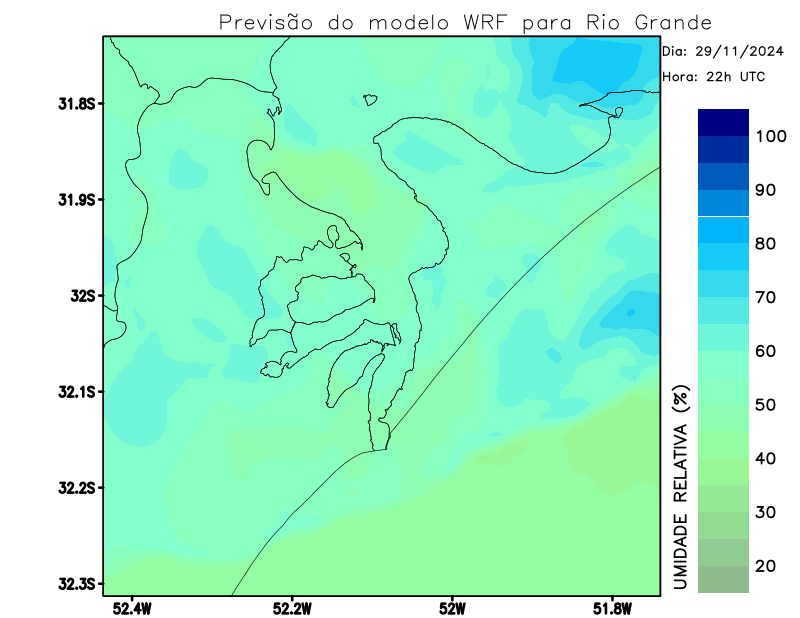 Previsão do modelo WRF para Rio Grande
Dia: 29/11/2024
Hora: 22h UTC
31.8S
31.9S
32S
32.1S
32.2S
32.3S
52.4W
52.2W
52W
51.8W
UMIDADE RELATIVA (%)
100
90
80
70
60
50
40
30
20